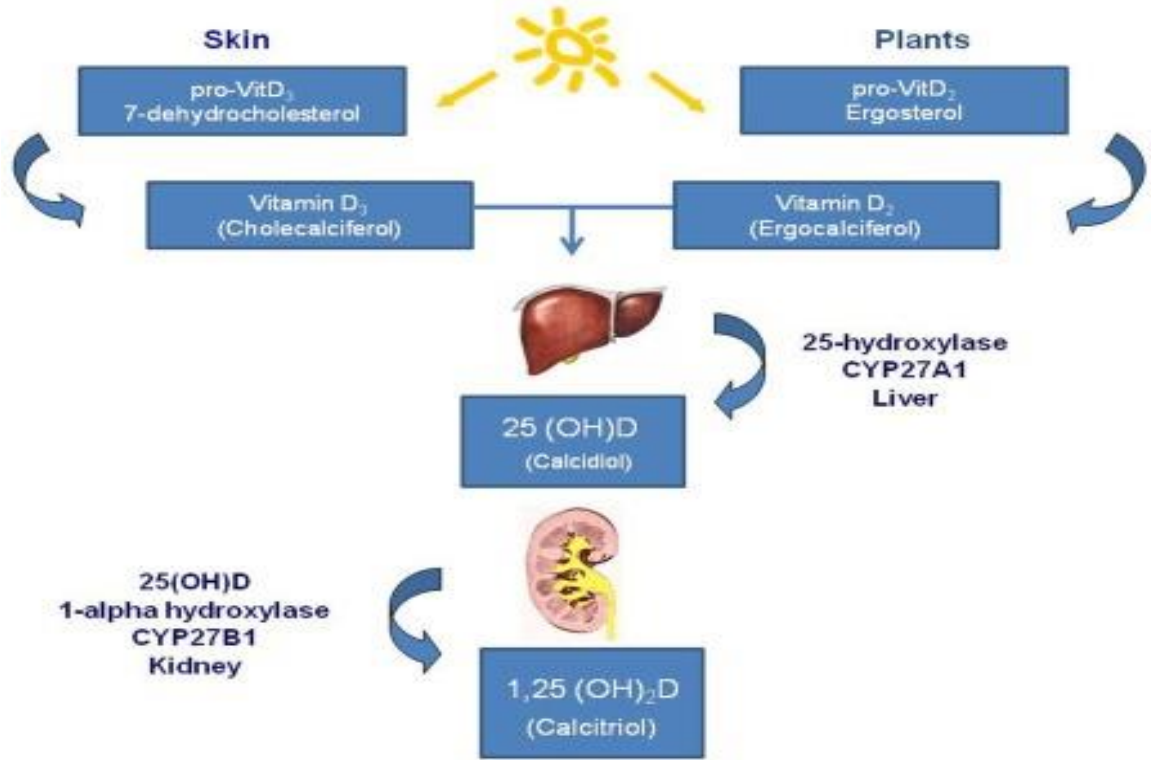 Skin
Plants
pro-VitD₃
7-dehydrocholesterol
pro-VitD₂
Ergosterol
Vitamin D₃
(Cholecalciferol)
Vitamin D₂
(Ergocalciferol)
25-hydroxylase
CYP27A1
Liver
25 (OH)D
(Calcidiol)
25(OH)D
1-alpha hydroxylase
CYP27B1
Kidney
1,25 (OH)₂D
(Calcitriol)